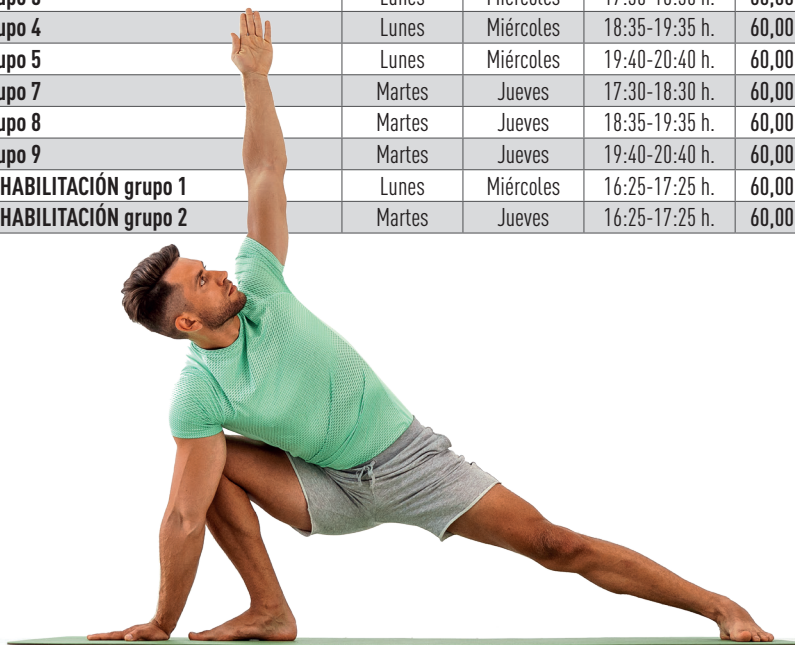 Lunes
upo 4 Lunes Miércoles 18:35-19:35 h. 60,00
upo 5 Lunes Miércoles 19:40-20:40 h. 60,00
upo 7 Martes Jueves 17:30-18:30 h. 60,00
upo 8 Martes Jueves 18:35-19:35 h. 60,00
upo 9 Martes Jueves 19:40-20:40 h. 60,00
HABILITACIÓN grupo 1 Lunes Miércoles 16:25-17:25 h. 60,00
HABILITACIÓN grupo 2 Martes Jueves 16:25-17:25 h. 60,00